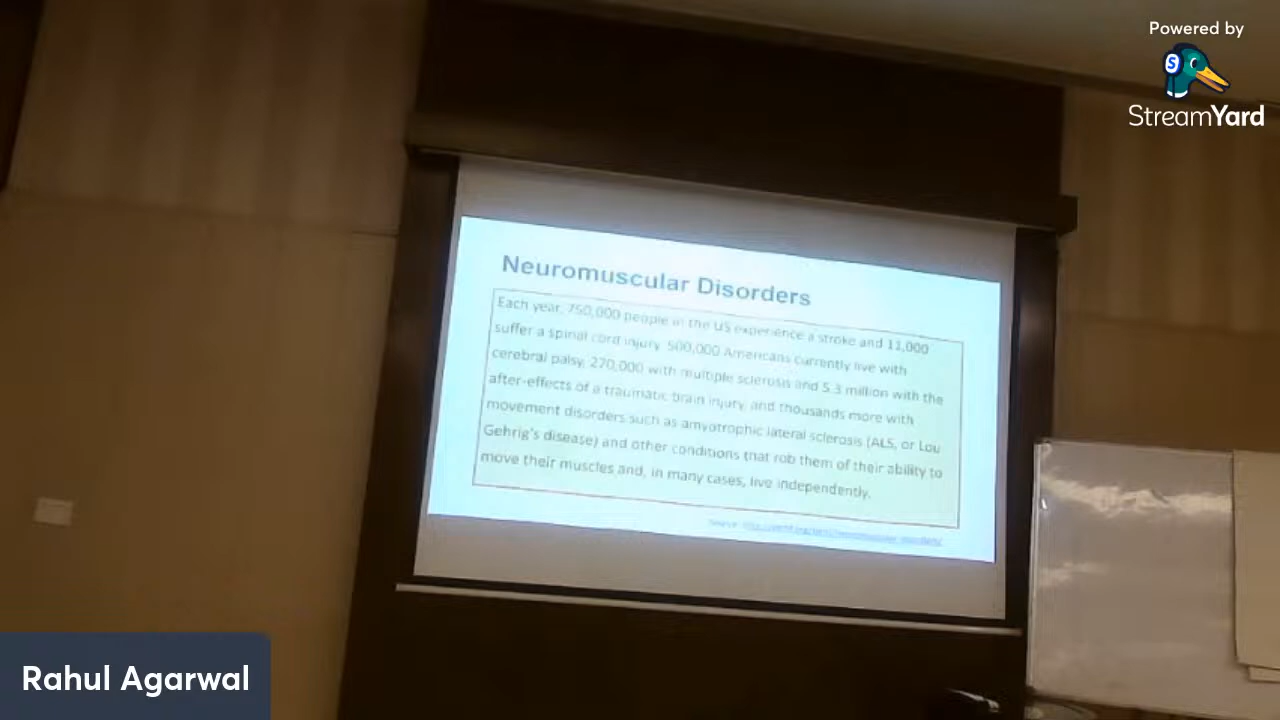 Powered by
StreamYard
Neuromuscular Disorders
Each year, 750,000 people in the US experience a stroke and 11,000
suffer a spinal cord injury. 500,000 Americans currently live with
cerebral palsy, 270,000 with multiple sclerosis and 5.3 million with the
after-effects of a traumatic brain injury, and thousands more with
movement disorders such as amyotrophic lateral sclerosis (ALS, or Lou
Gehrig's disease) and other conditions that rob them of their ability to
move their muscles and, in many cases, live independently.
Source:
Rahul Agarwal